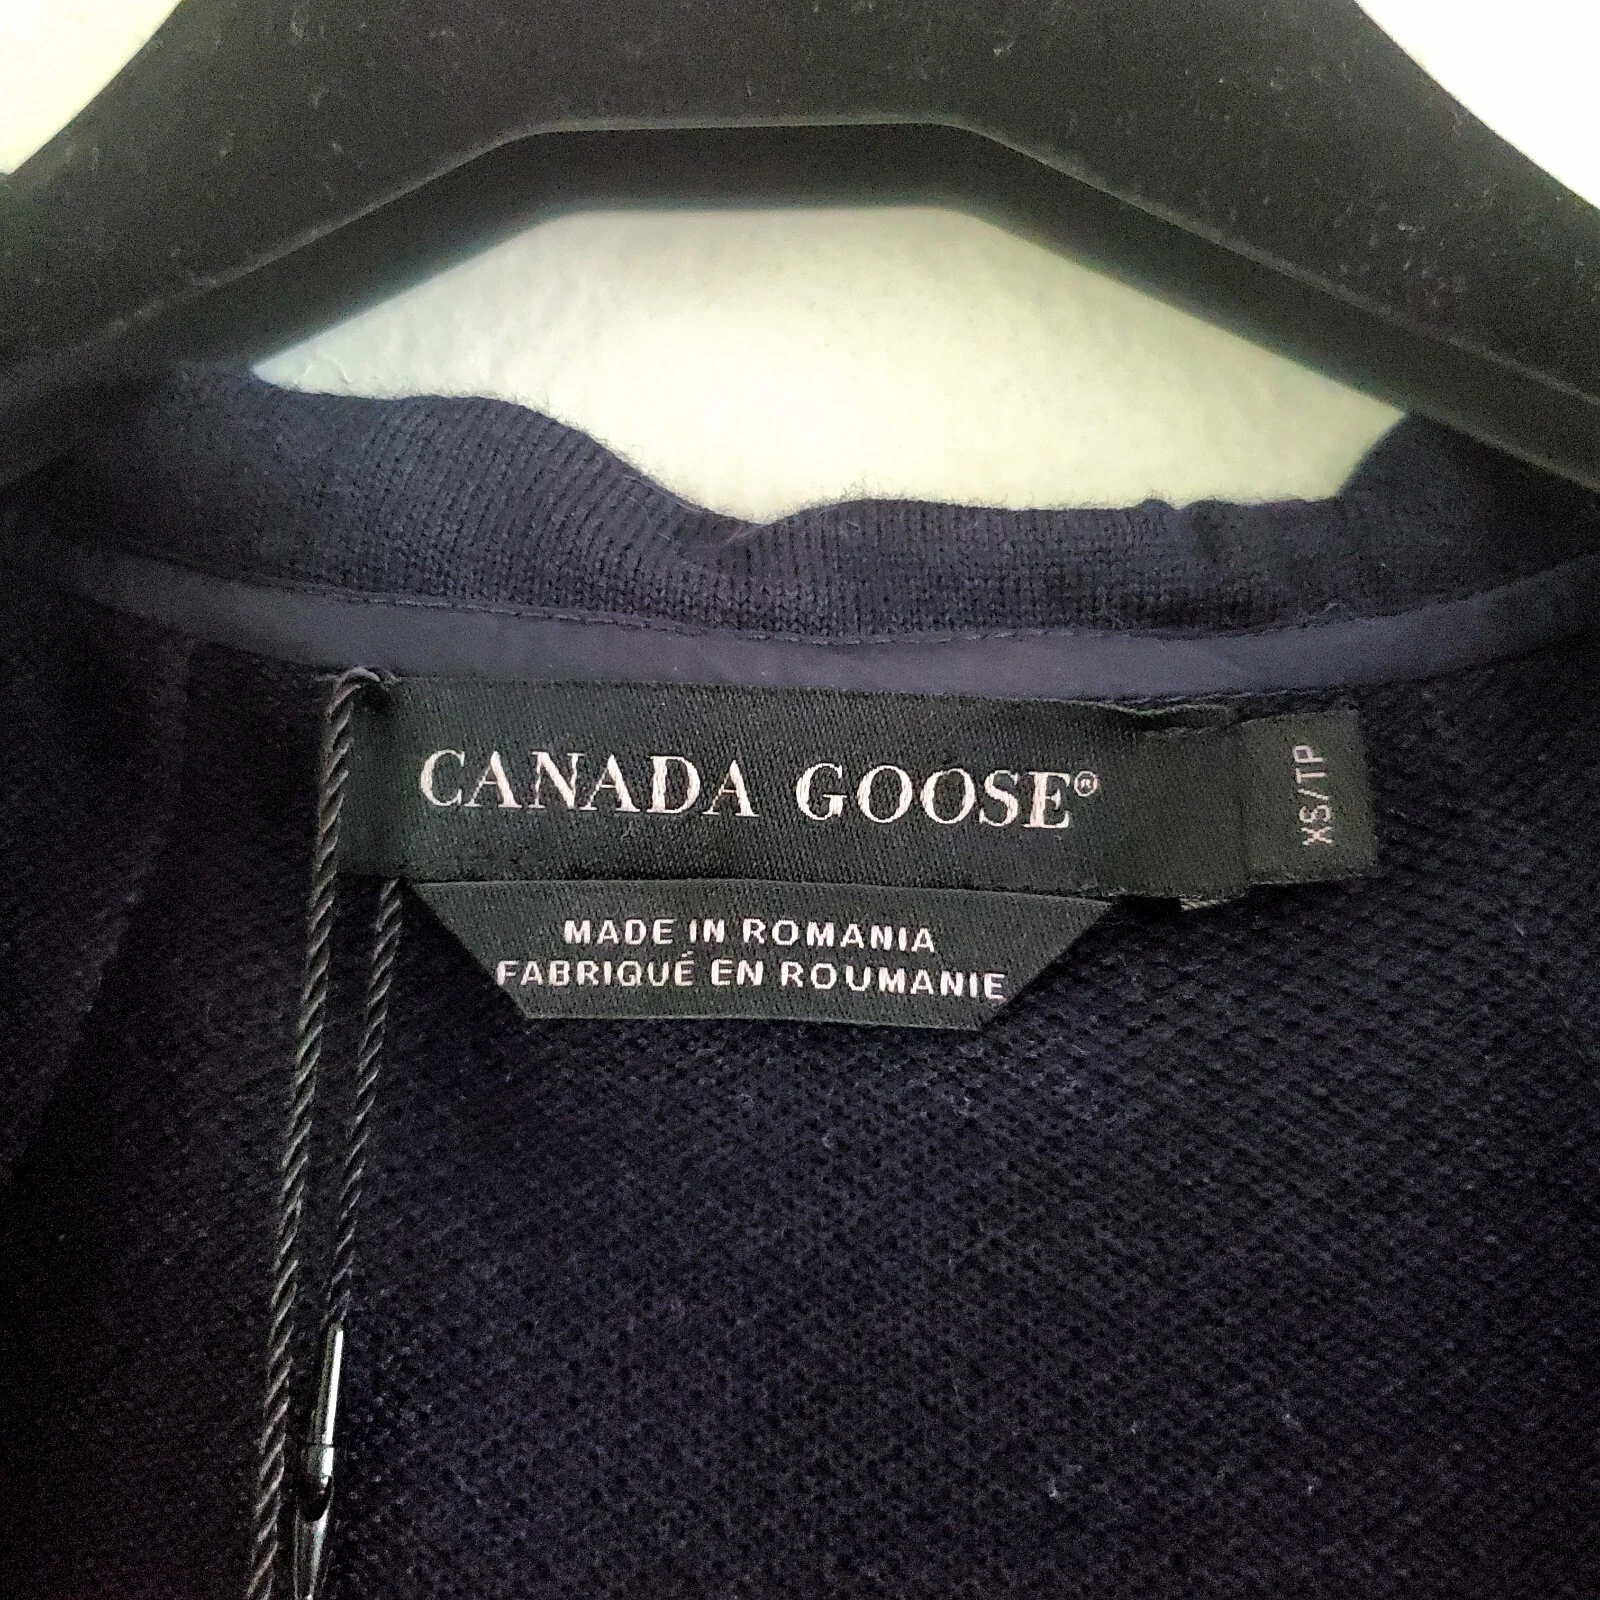 CANADA GOOSE®
XS/TP
MADE IN ROMANIA
FABRIQUÉ EN ROUMANIE